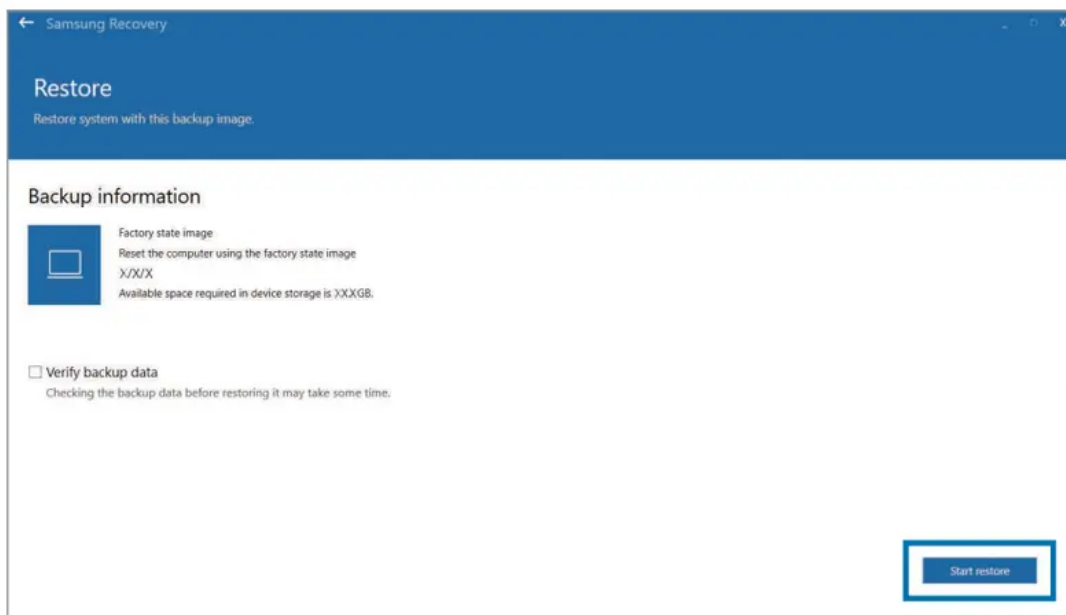 Samsung Recovery
Restore
Restore system with this backup image.
Backup information
Factory state image
Reset the computer using the factory state image
X/X/X
Available space required in device storage is XX.XGB.
Verify backup data
Checking the backup data before restoring it may take some time.
Start restore